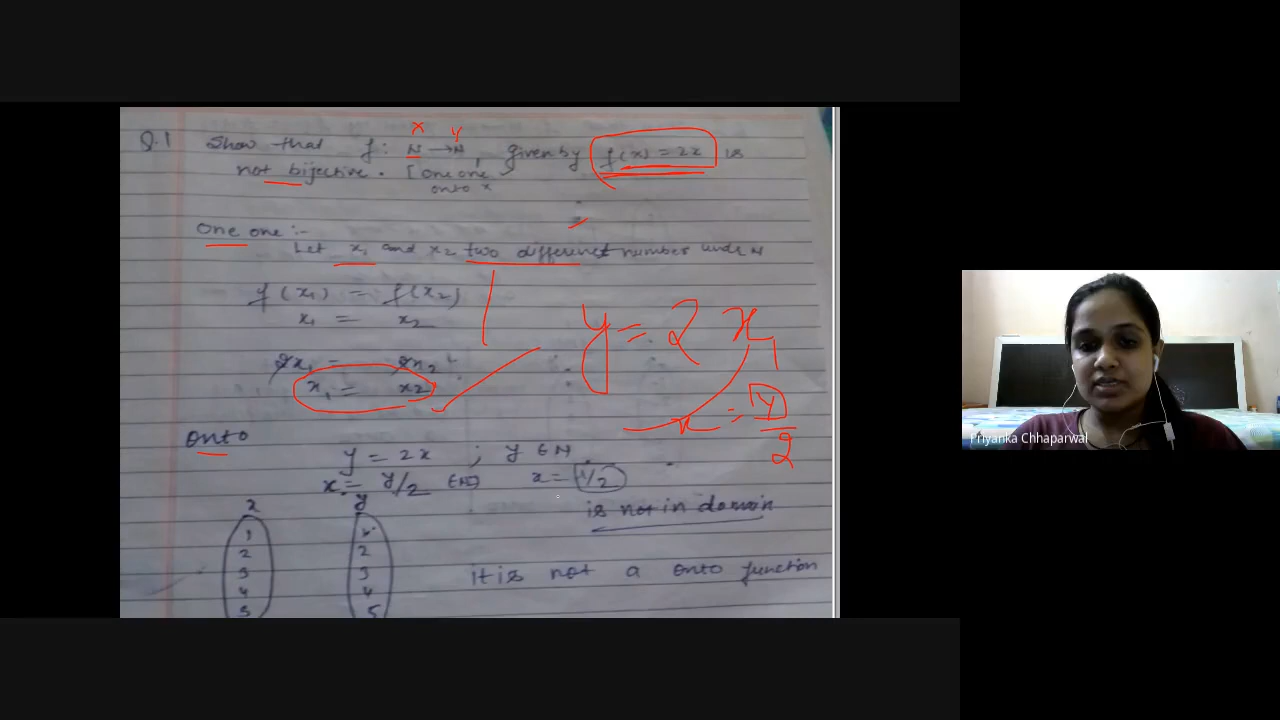 Q.1 Show that f: N → N, given by f(x) = 2x is
X Y
not bijective. [one one
onto x
One one :-
Let x₁ and x₂ two different number under N
f(x₁) = f(x₂)
x₁ = x₂
2x₁ = 2x₂
x₁ = x₂
y = 2x
x = y/2
Onto
y = 2x ; y ∈ N
x = y/2 ∈ N x = 1/2
is not in domain
x y
1 1
2 2
3 3
4 4
5 5
it is not a onto function
Priyanka Chhaparwal